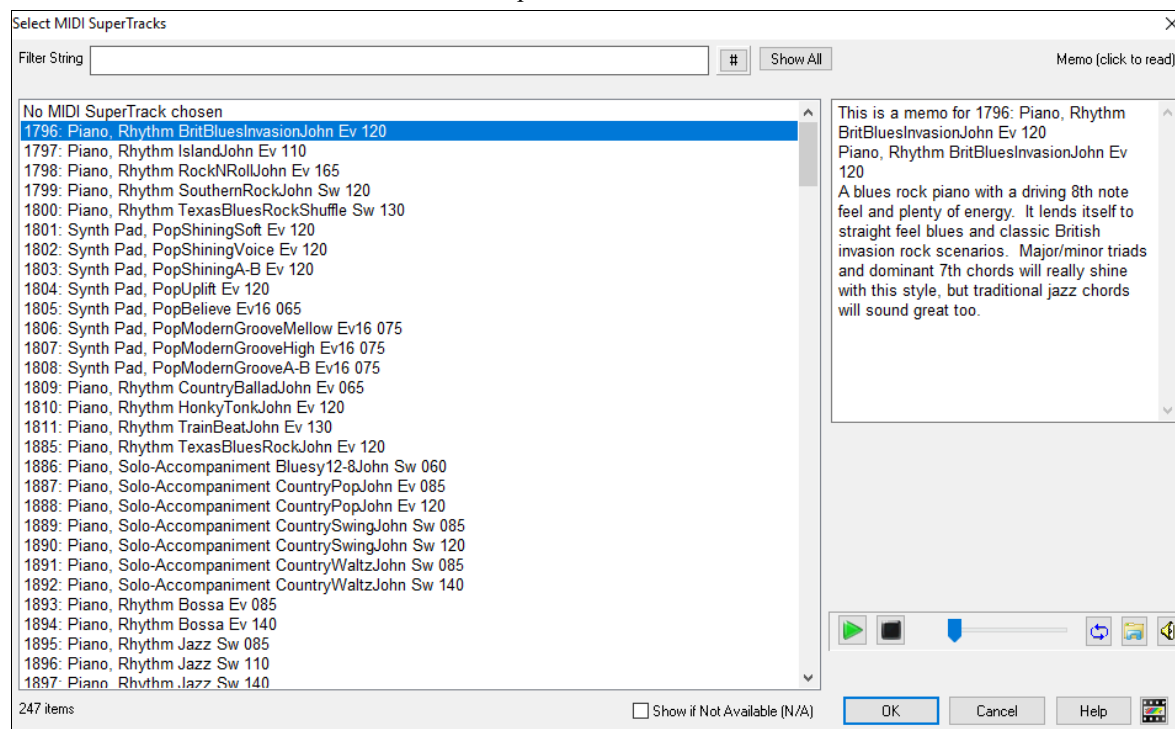 Select MIDI SuperTracks
Filter String
#
Show All
Memo (click to read)
No MIDI SuperTrack chosen
1796: Piano, Rhythm BritBluesInvasionJohn Ev 120
1797: Piano, Rhythm IslandJohn Ev 110
1798: Piano, Rhythm RockNRollJohn Ev 165
1799: Piano, Rhythm SouthernRockJohn Sw 120
1800: Piano, Rhythm TexasBluesRockShuffle Sw 130
1801: Synth Pad, PopShiningSoft Ev 120
1802: Synth Pad, PopShiningVoice Ev 120
1803: Synth Pad, PopShiningA-B Ev 120
1804: Synth Pad, PopUplift Ev 120
1805: Synth Pad, PopBelieve Ev16 065
1806: Synth Pad, PopModernGrooveMellow Ev16 075
1807: Synth Pad, PopModernGrooveHigh Ev16 075
1808: Synth Pad, PopModernGrooveA-B Ev16 075
1809: Piano, Rhythm CountryBalladJohn Ev 065
1810: Piano, Rhythm HonkyTonkJohn Ev 120
1811: Piano, Rhythm TrainBeatJohn Ev 130
1885: Piano, Rhythm TexasBluesRockJohn Ev 120
1886: Piano, Solo-Accompaniment Bluesy12-8John Sw 060
1887: Piano, Solo-Accompaniment CountryPopJohn Ev 085
1888: Piano, Solo-Accompaniment CountryPopJohn Ev 120
1889: Piano, Solo-Accompaniment CountrySwingJohn Sw 085
1890: Piano, Solo-Accompaniment CountrySwingJohn Sw 120
1891: Piano, Solo-Accompaniment CountryWaltzJohn Sw 085
1892: Piano, Solo-Accompaniment CountryWaltzJohn Sw 140
1893: Piano, Rhythm Bossa Ev 085
1894: Piano, Rhythm Bossa Ev 140
1895: Piano, Rhythm Jazz Sw 085
1896: Piano, Rhythm Jazz Sw 110
1897: Piano, Rhythm Jazz Sw 140
This is a memo for 1796: Piano, Rhythm
BritBluesInvasionJohn Ev 120
Piano, Rhythm BritBluesInvasionJohn Ev
120
A blues rock piano with a driving 8th note
feel and plenty of energy. It lends itself to
straight feel blues and classic British
invasion rock scenarios. Major/minor triads
and dominant 7th chords will really shine
with this style, but traditional jazz chords
will sound great too.
247 items
Show if Not Available (N/A)
OK
Cancel
Help